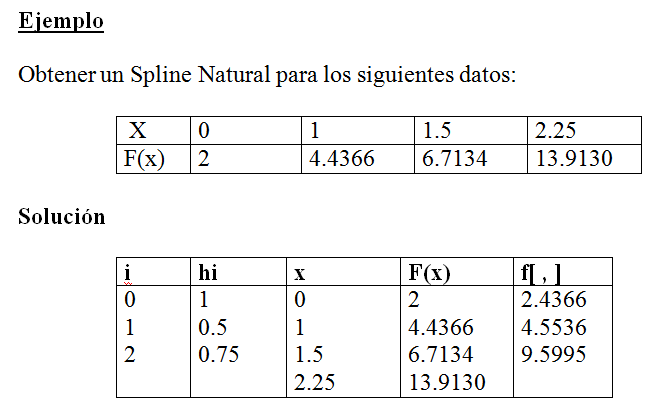 Ejemplo
Obtener un Spline Natural para los siguientes datos:
X 0 1 1.5 2.25
F(x) 2 4.4366 6.7134 13.9130
Solución
i hi x F(x) f[ , ]
0 1 0 2 2.4366
1 0.5 1 4.4366 4.5536
2 0.75 1.5 6.7134 9.5995
2.25 13.9130